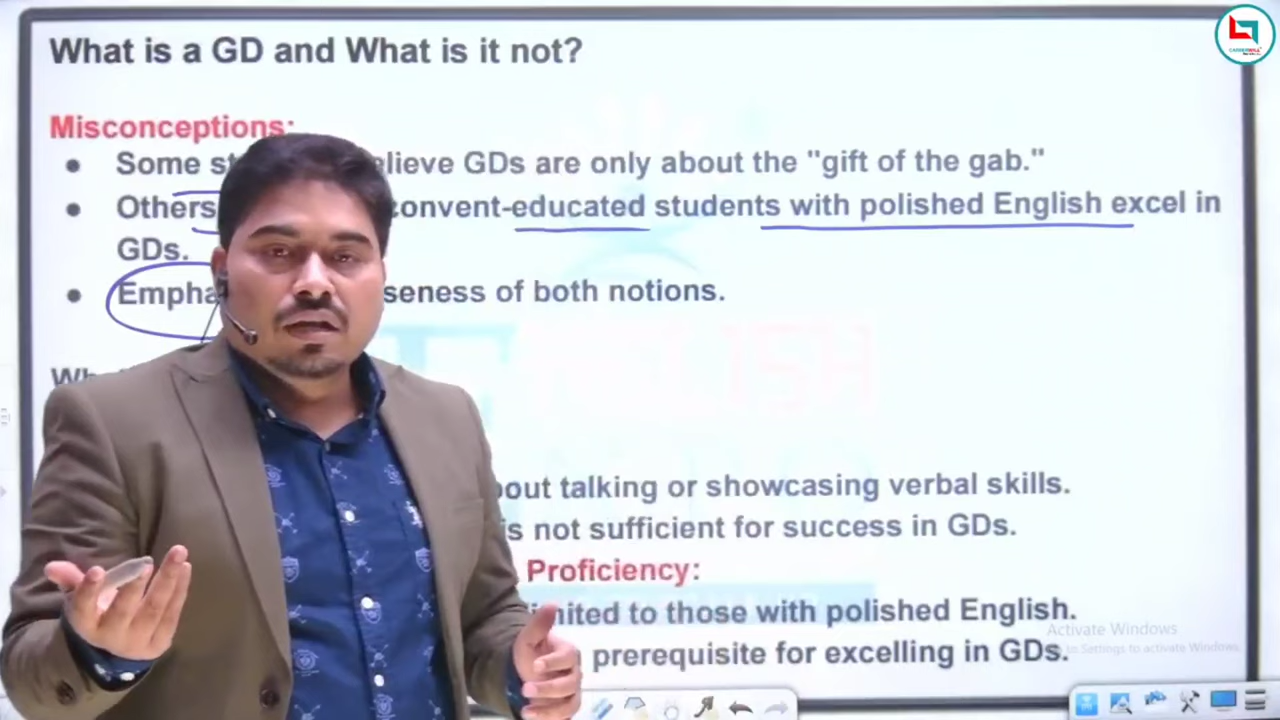 What is a GD and What is it not?
Misconceptions:
Some st elieve GDs are only about the "gift of the gab."
Others convent-educated students with polished English excel in
GDs.
Empha seness of both notions.
out talking or showcasing verbal skills.
is not sufficient for success in GDs.
Proficiency:
limited to those with polished English.
prerequisite for excelling in GDs.
Activate Windows
to Settings to activate Windows.